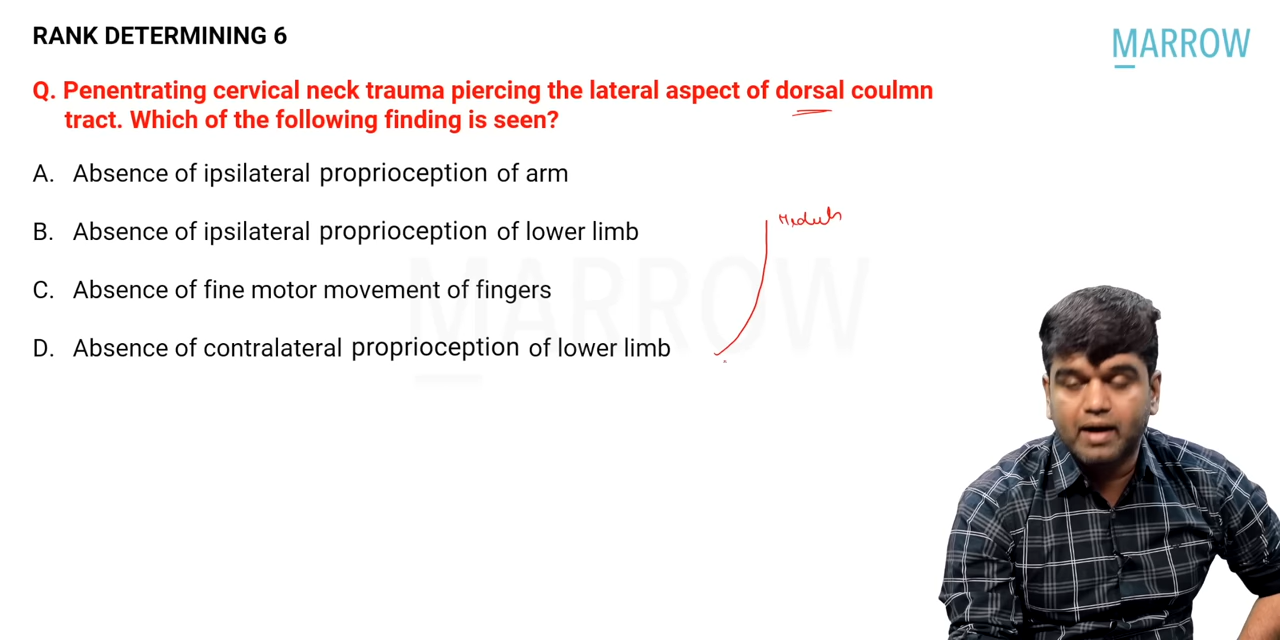 RANK DETERMINING 6
MARROW
Q. Penentrating cervical neck trauma piercing the lateral aspect of dorsal coulmn
tract. Which of the following finding is seen?
A. Absence of ipsilateral proprioception of arm
B. Absence of ipsilateral proprioception of lower limb
C. Absence of fine motor movement of fingers
D. Absence of contralateral proprioception of lower limb
MARROW